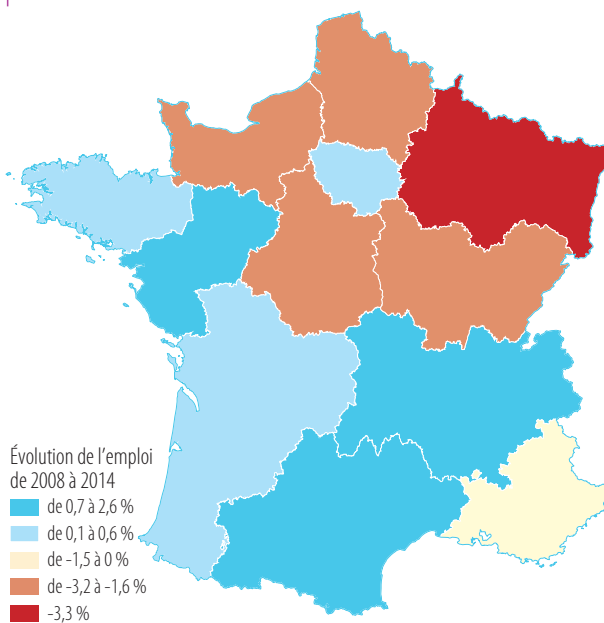 Évolution de l'emploi
de 2008 à 2014
de 0,7 à 2,6 %
de 0,1 à 0,6 %
de -1,5 à 0 %
de -3,2 à -1,6 %
-3,3 %